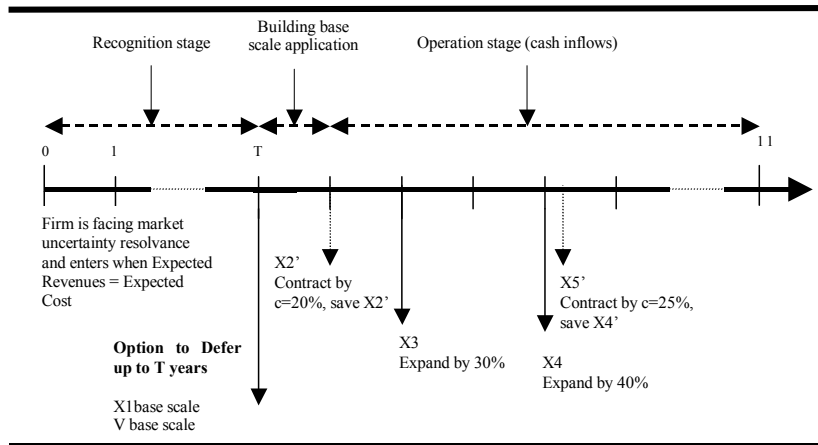 Recognition stage
Building base
scale application
Operation stage (cash inflows)
0
1
T
11
Firm is facing market
uncertainty resolvance
and enters when Expected
Revenues = Expected
Cost
Option to Defer
up to T years
X1base scale
V base scale
X2’
Contract by
c=20%, save X2’
X3
Expand by 30%
X5’
Contract by c=25%,
save X4’
X4
Expand by 40%